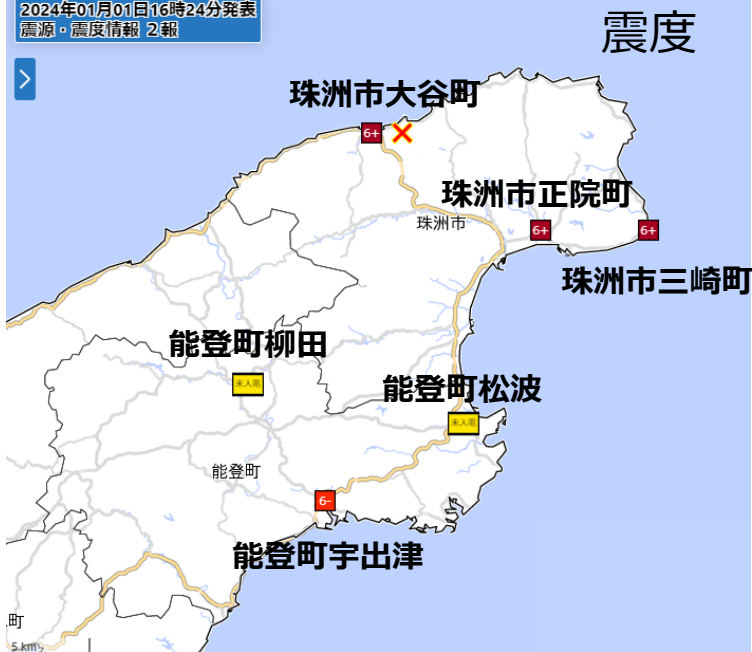 2024年01月01日16時24分発表
震源・震度情報 2報
震度
珠洲市大谷町
6+
珠洲市正院町
珠洲市
6+
6+
珠洲市三崎町
能登町柳田
未入電
能登町松波
未入電
能登町
6-
能登町宇出津
町
5 km